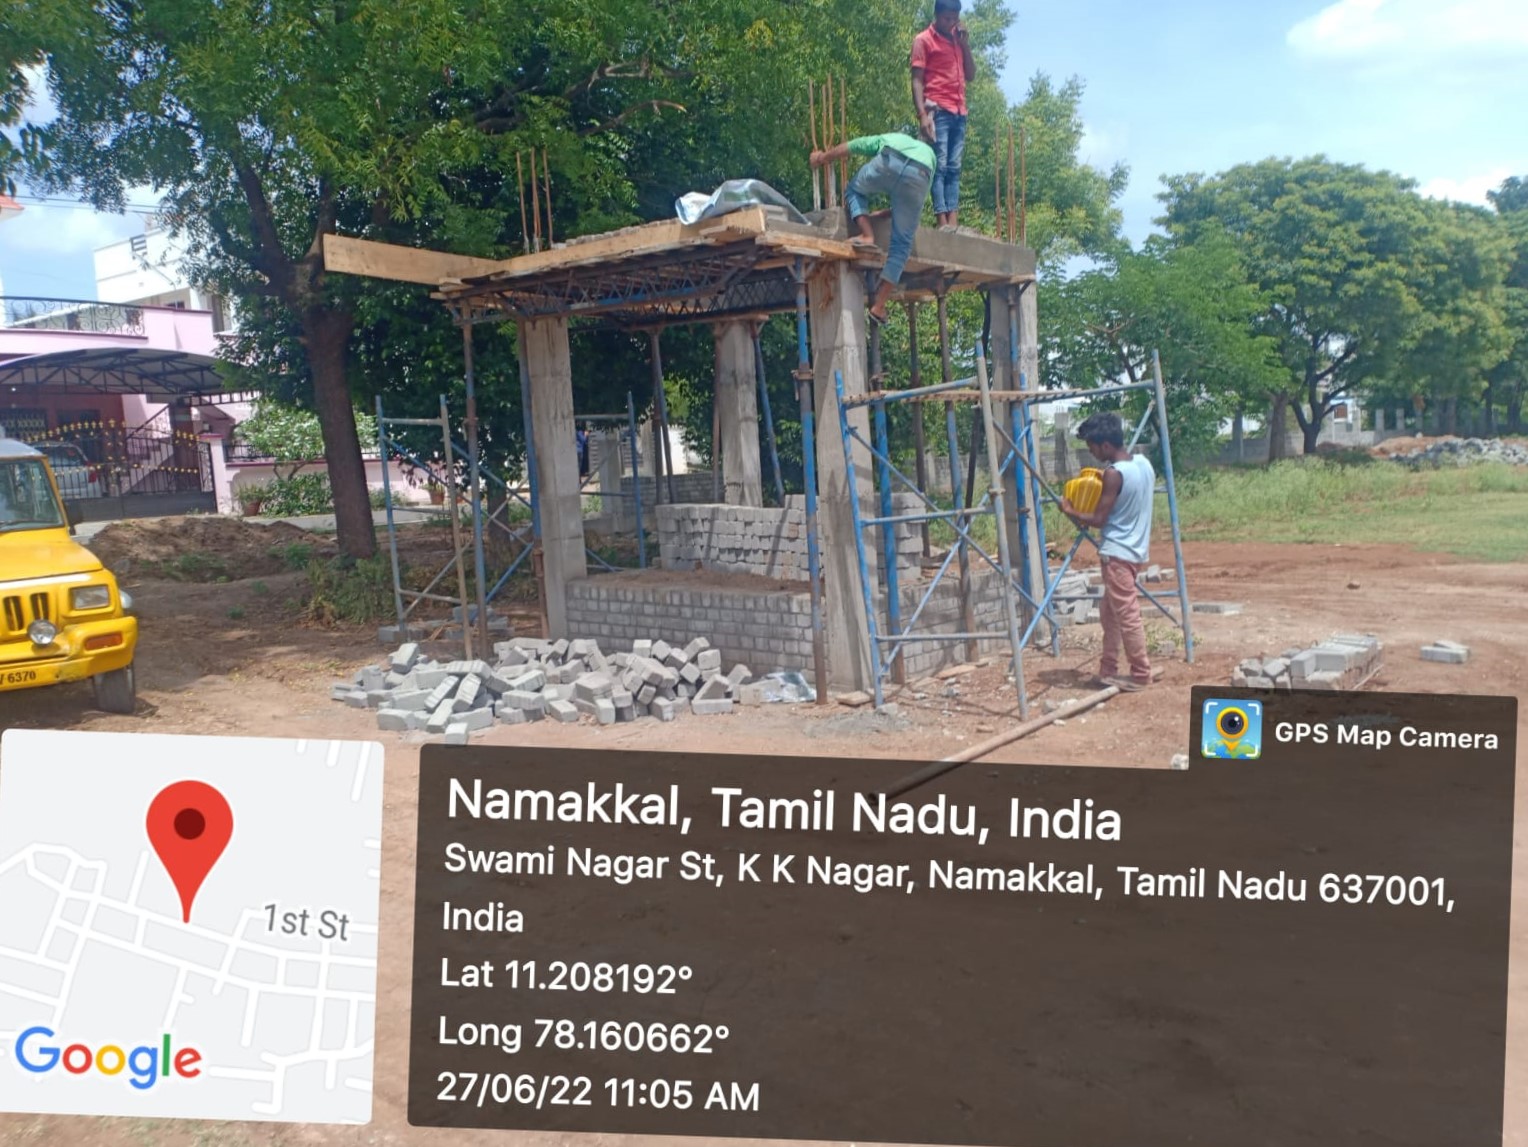 6370
GPS Map Camera
Namakkal, Tamil Nadu, India
Swami Nagar St, K K Nagar, Namakkal, Tamil Nadu 637001,
India
Lat 11.208192°
Long 78.160662°
27/06/22 11:05 AM
1st St
Google